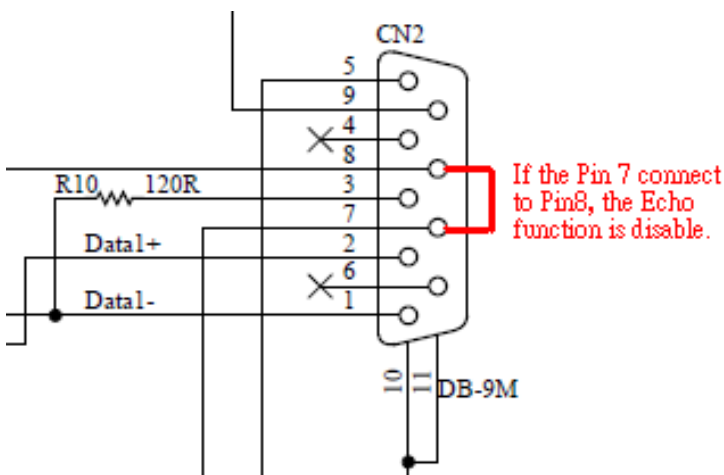 CN2
5
9
4
8
R10 120R 3
7
Data1+ 2
6
Data1- 1
If the Pin 7 connect
to Pin8, the Echo
function is disable.
10
11
DB-9M